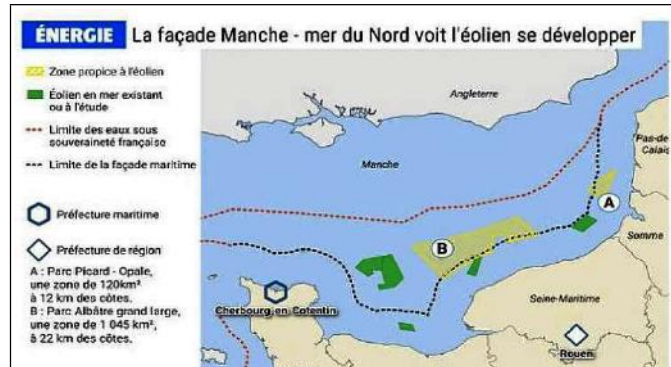 ÉNERGIE La façade Manche - mer du Nord voit l'éolien se développer
Zone propice à l'éolien
Éolien en mer existant
ou à l'étude
Limite des eaux sous
souveraineté française
Limite de la façade maritime
Préfecture maritime
Préfecture de région
A : Parc Picard - Opale,
une zone de 120km²
à 12 km des côtes.
B : Parc Albâtre grand large,
une zone de 1 045 km²,
à 22 km des côtes.
Angleterre
Manche
Pas-de
Calais
A
B
Somme
Seine-Maritime
Cherbourg en Cotentin
Rouen